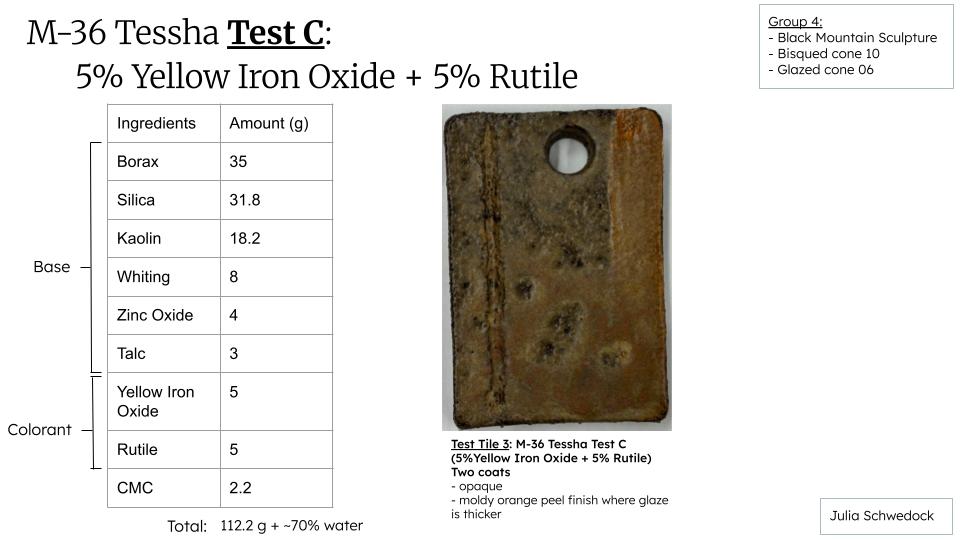 M-36 Tessha Test C:
5% Yellow Iron Oxide + 5% Rutile
Group 4:
- Black Mountain Sculpture
- Bisqued cone 10
- Glazed cone 06
Ingredients Amount (g)
Borax 35
Silica 31.8
Kaolin 18.2
Whiting 8
Zinc Oxide 4
Talc 3
Yellow Iron 5
Oxide
Rutile 5
CMC 2.2
Base
Colorant
Total: 112.2 g + ~70% water
Test Tile 3: M-36 Tessha Test C
(5%Yellow Iron Oxide + 5% Rutile)
Two coats
- opaque
- moldy orange peel finish where glaze
is thicker
Julia Schwedock